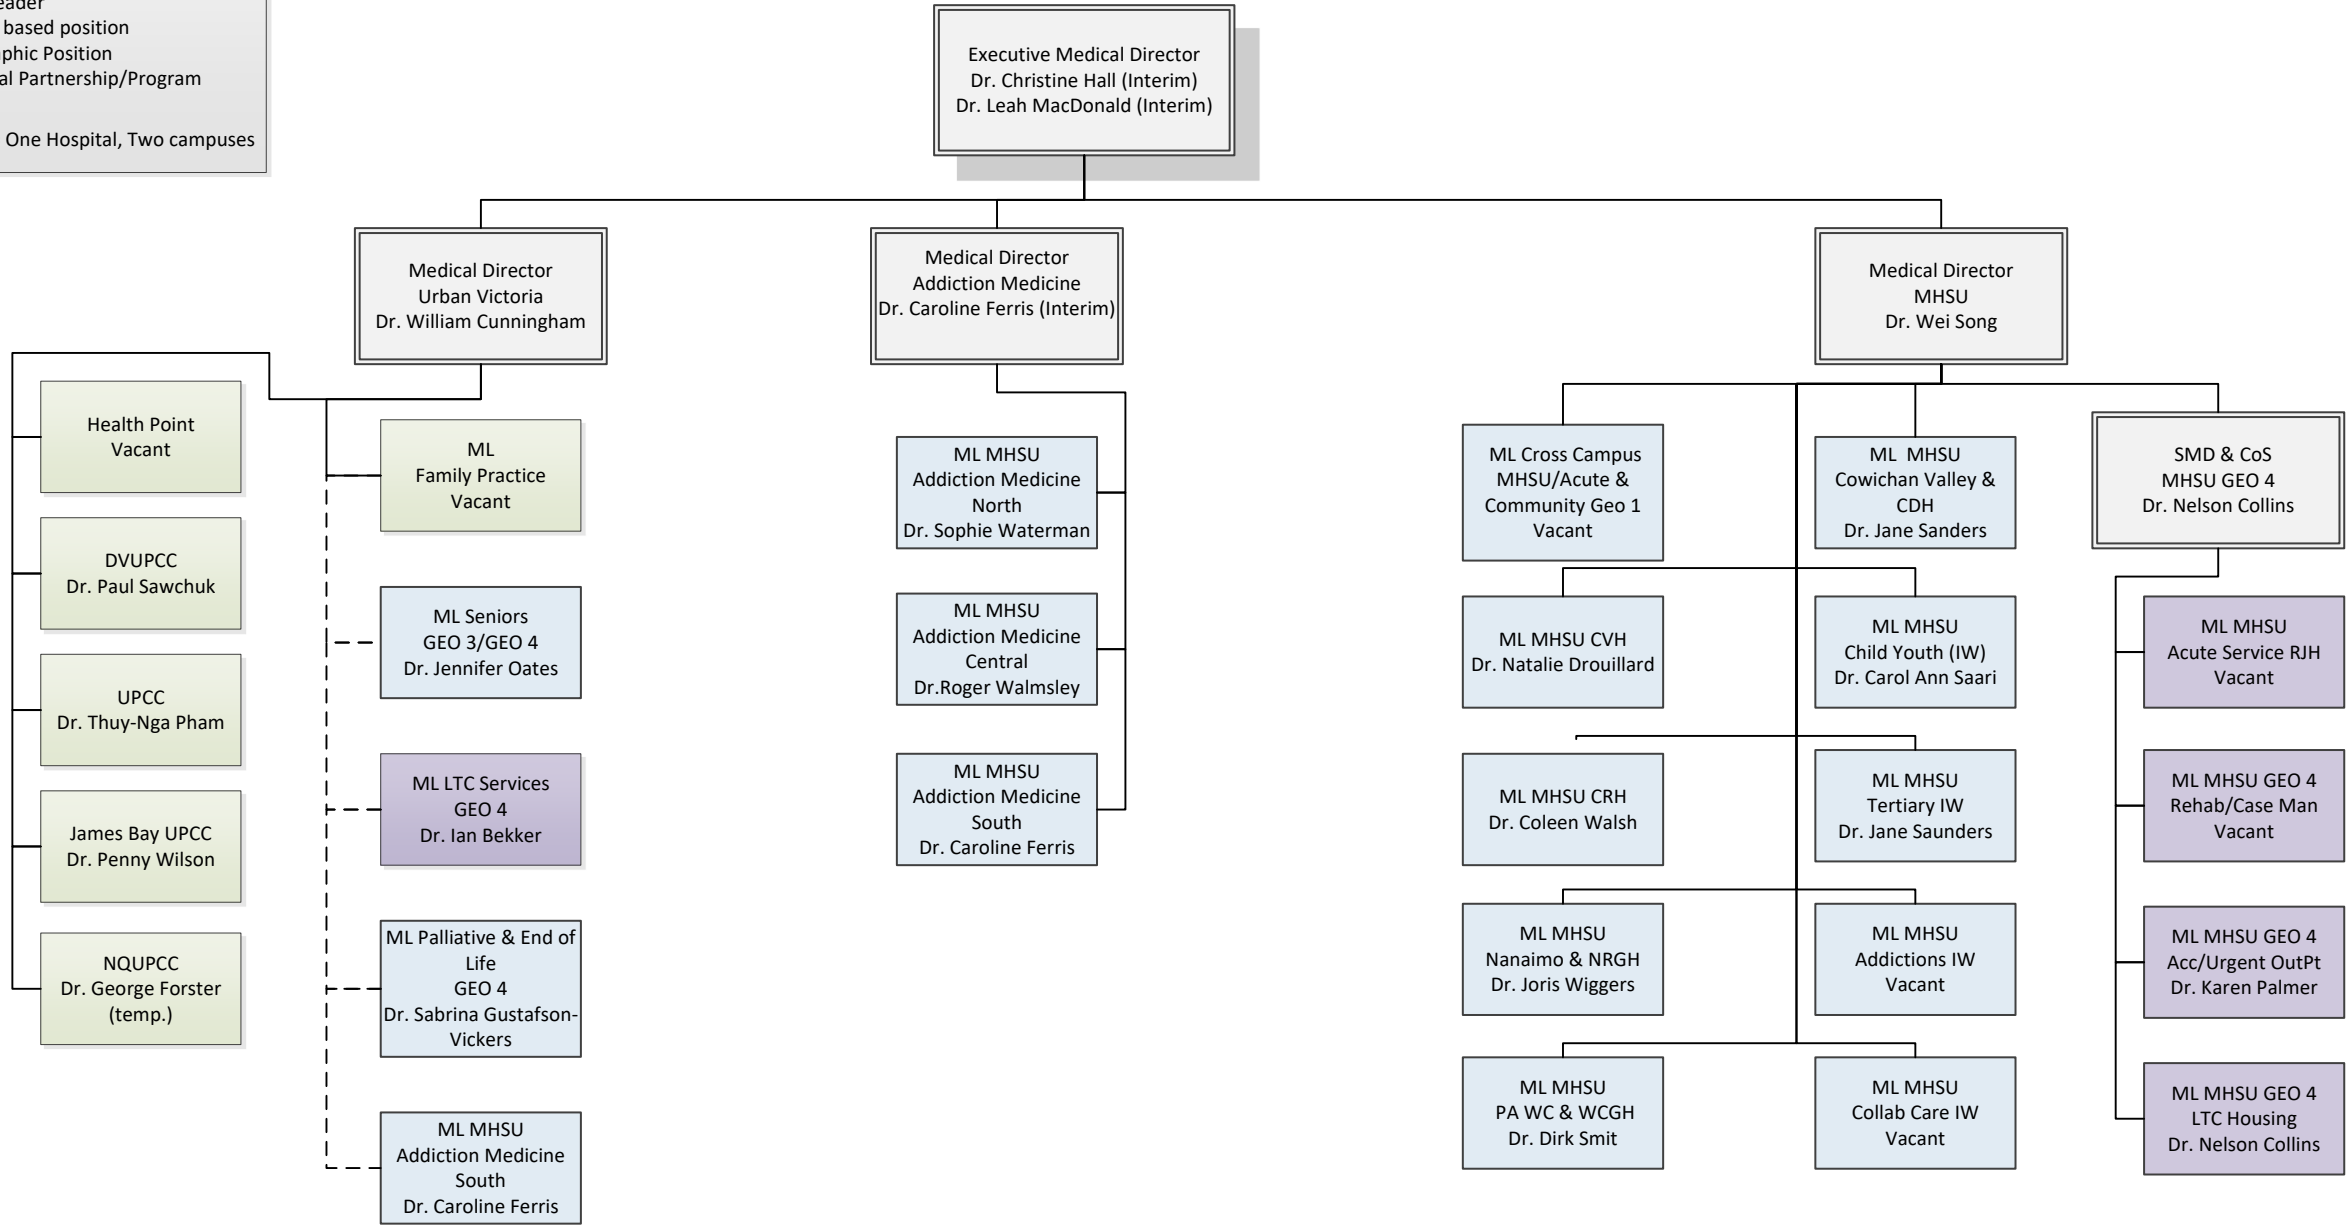 based position
Position
Partnership/Program
One Hospital, Two campuses
Executive Medical Director
Dr. Christine Hall (Interim)
Dr. Leah MacDonald (Interim)
Medical Director
Urban Victoria
Dr. William Cunningham
Medical Director
Addiction Medicine
Dr. Caroline Ferris (Interim)
Medical Director
MHSU
Dr. Wei Song
Health Point
Vacant
DVUPCC
Dr. Paul Sawchuk
UPCC
Dr. Thuy-Nga Pham
James Bay UPCC
Dr. Penny Wilson
NQUPCC
Dr. George Forster
(temp.)
ML
Family Practice
Vacant
ML Seniors
GEO 3/GEO 4
Dr. Jennifer Oates
ML LTC Services
GEO 4
Dr. Ian Bekker
ML Palliative & End of
Life
GEO 4
Dr. Sabrina Gustafson-
Vickers
ML MHSU
Addiction Medicine
South
Dr. Caroline Ferris
ML MHSU
Addiction Medicine
North
Dr. Sophie Waterman
ML MHSU
Addiction Medicine
Central
Dr.Roger Walmsley
ML MHSU
Addiction Medicine
South
Dr. Caroline Ferris
ML Cross Campus
MHSU/Acute &
Community Geo 1
Vacant
ML MHSU CVH
Dr. Natalie Drouillard
ML MHSU CRH
Dr. Coleen Walsh
ML MHSU
Nanaimo & NRGH
Dr. Joris Wiggers
ML MHSU
PA WC & WCGH
Dr. Dirk Smit
ML  MHSU
Cowichan Valley &
CDH
Dr. Jane Sanders
ML MHSU
Child Youth (IW)
Dr. Carol Ann Saari
ML MHSU
Tertiary IW
Dr. Jane Saunders
ML MHSU
Addictions IW
Vacant
ML MHSU
Collab Care IW
Vacant
SMD & CoS
MHSU GEO 4
Dr. Nelson Collins
ML MHSU
Acute Service RJH
Vacant
ML MHSU GEO 4
Rehab/Case Man
Vacant
ML MHSU GEO 4
Acc/Urgent OutPt
Dr. Karen Palmer
ML MHSU GEO 4
LTC Housing
Dr. Nelson Collins